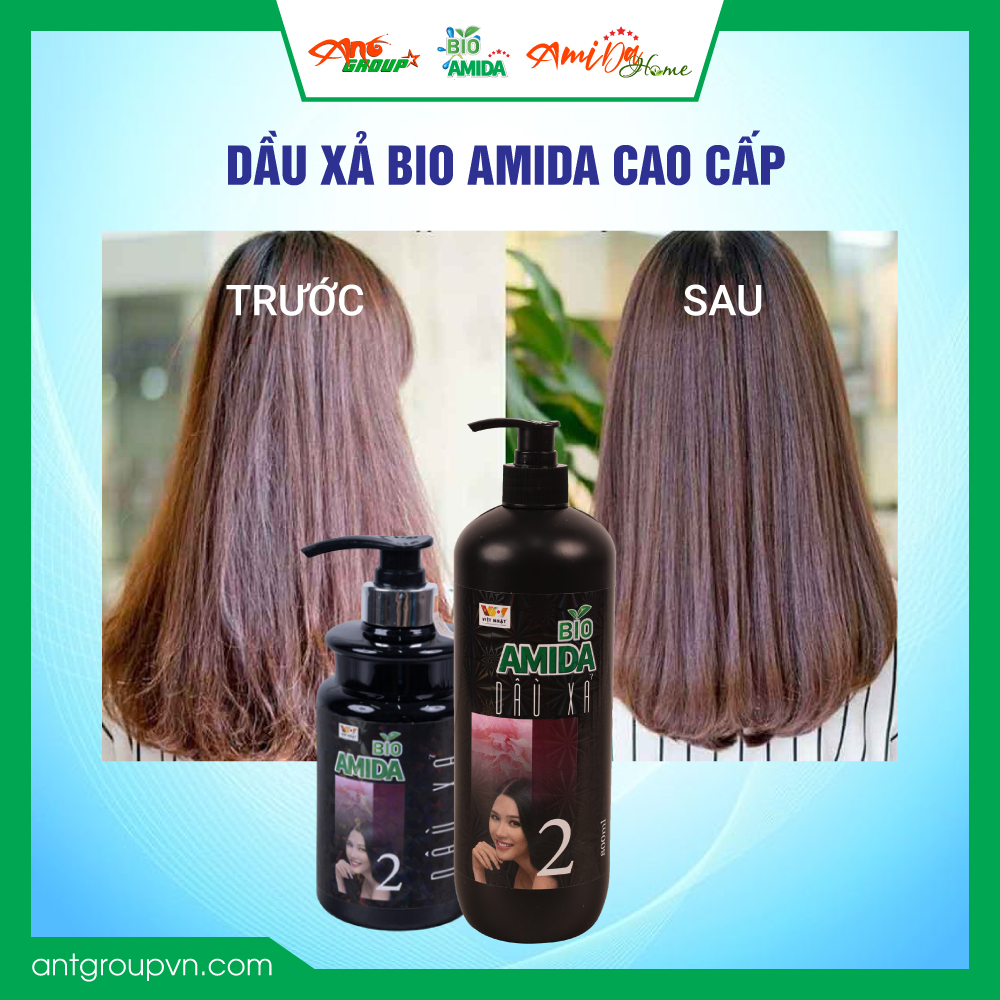 Ant
GROUP
BIO
AMIDA
AmiDa
Home
DẦU XẢ BIO AMIDA CAO CẤP
TRƯỚC
SAU
VIỆT NHẬT
BIO
AMIDA
DẦU XẢ
2
800ml
BIO
AMIDA
DẦU XẢ
2
antgroupvn.com